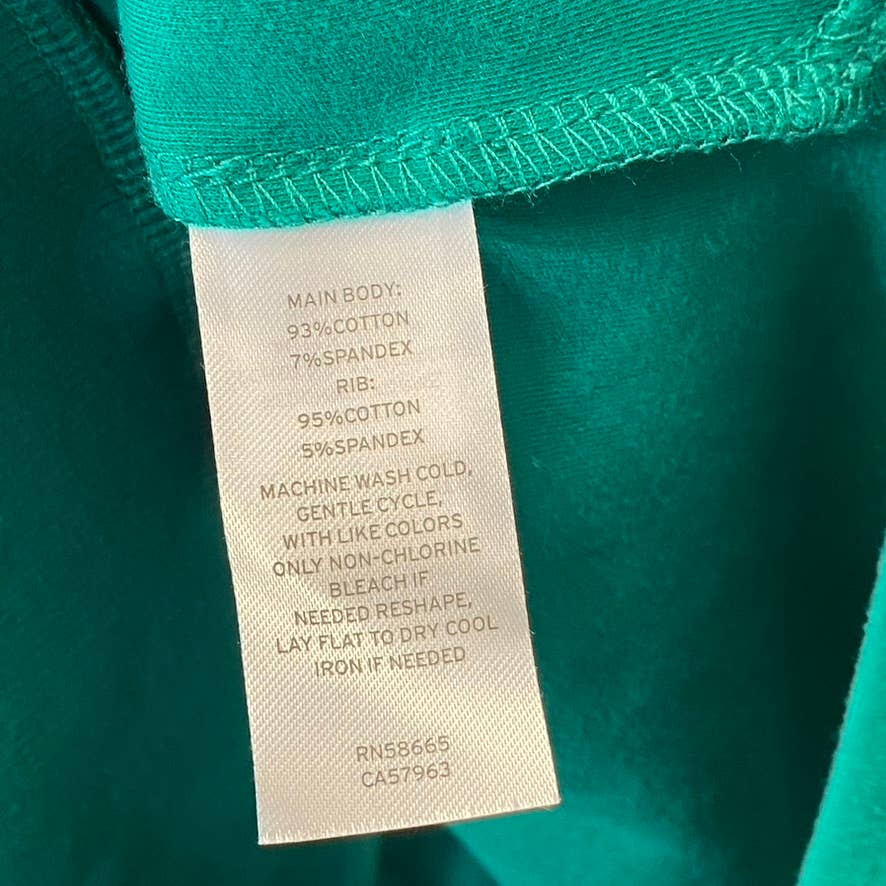 MAIN BODY:
93%COTTON
7%SPANDEX
RIB:
95%COTTON
5%SPANDEX
MACHINE WASH COLD,
GENTLE CYCLE,
WITH LIKE COLORS
ONLY NON-CHLORINE
BLEACH IF
NEEDED RESHAPE,
LAY FLAT TO DRY COOL
IRON IF NEEDED
RN58665
CA57963